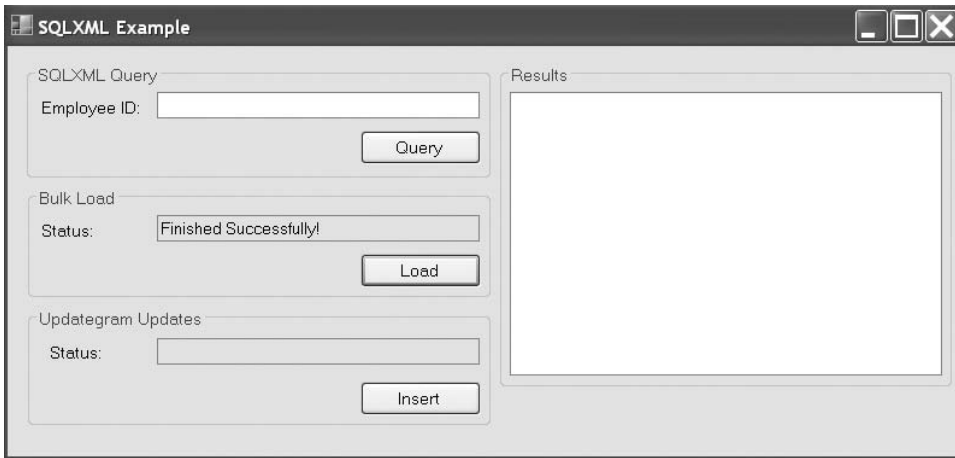 SQLXML Example
SQLXML Query
Employee ID:
Query
Bulk Load
Status: Finished Successfully!
Load
Updategram Updates
Status:
Insert
Results